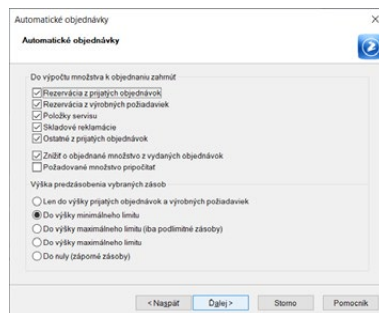 Automatické objednávky
Automatické objednávky
Do výpočtu množstva k objednaniu zahrnúť
Rezervácia z prijatých objednávok
Rezervácia z výrobných požiadaviek
Položky servisu
Skladové reklamácie
Ostatné z prijatých objednávok
Znížiť o objednané množstvo z vydaných objednávok
Požadované množstvo pripočítať
Výška predzásobenia vybraných zásob
Len do výšky prijatých objednávok a výrobných požiadaviek
Do výšky minimálneho limitu
Do výšky maximálneho limitu (iba podlimitné zásoby)
Do výšky maximálneho limitu
Do nuly (záporné zásoby)
< Naspäť Ďalej > Storno Pomocník